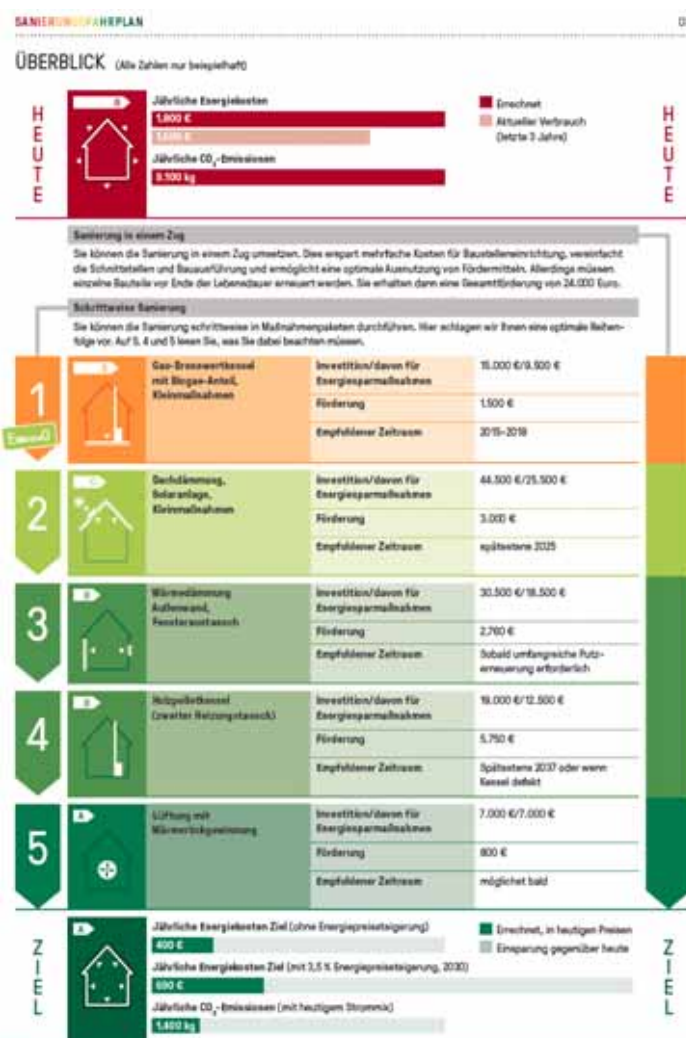 SANIERUNGSFAHRPLAN
ÜBERBLICK (Alle Zahlen nur beispielhaft)
HEUTE
Jährliche Energiekosten
1.800 €
Jährliche CO₂-Emissionen
9.100 kg
Errechnet
Aktueller Verbrauch
(letzte 3 Jahre)
HEUTE
Sanierung in einem Zug
Sie können die Sanierung in einem Zug umsetzen. Dies erspart mehrfache Kosten für Baustelleneinrichtung, vereinfacht
die Schnittstellen und Bauausführung und ermöglicht eine optimale Ausnutzung von Fördermitteln. Allerdings müssen
einzelne Bauteile vor Ende der Lebensdauer erneuert werden. Sie erhalten dann eine Gesamtförderung von 24.000 Euro.
Schrittweise Sanierung
Sie können die Sanierung schrittweise in Maßnahmenpaketen durchführen. Hier schlagen wir Ihnen eine optimale Reihen-
folge vor. Auf S. 4 und 5 lesen Sie, was Sie dabei beachten müssen.
1
Gas-Brennwertkessel
mit Biogas-Anteil,
Kleinmaßnahmen
Investition/davon für
Energiesparmaßnahmen
15.000 €/9.500 €
Förderung
1.500 €
Empfohlener Zeitraum
2015–2018
2
C
Dachdämmung,
Solaranlage,
Kleinmaßnahmen
Investition/davon für
Energiesparmaßnahmen
44.500 €/25.500 €
Förderung
3.000 €
Empfohlener Zeitraum
spätestens 2025
3
B
Wärmedämmung
Außenwand,
Fensteraustausch
Investition/davon für
Energiesparmaßnahmen
30.500 €/18.500 €
Förderung
2.760 €
Empfohlener Zeitraum
Sobald umfangreiche Putz-
erneuerung erforderlich
4
B
Holzpelletkessel
(zweiter Heizungstausch)
Investition/davon für
Energiesparmaßnahmen
19.000 €/12.500 €
Förderung
5.750 €
Empfohlener Zeitraum
Spätestens 2037 oder wenn
Kessel defekt
5
A
Lüftung mit
Wärmerückgewinnung
Investition/davon für
Energiesparmaßnahmen
7.000 €/7.000 €
Förderung
800 €
Empfohlener Zeitraum
möglichst bald
ZIEL
A
Jährliche Energiekosten Ziel (ohne Energiepreissteigerung)
400 €
Jährliche Energiekosten Ziel (mit 3,5 % Energiepreissteigerung, 2030)
690 €
Jährliche CO₂-Emissionen (mit heutigem Strommix)
1.400 kg
Errechnet, in heutigen Preisen
Einsparung gegenüber heute
ZIEL